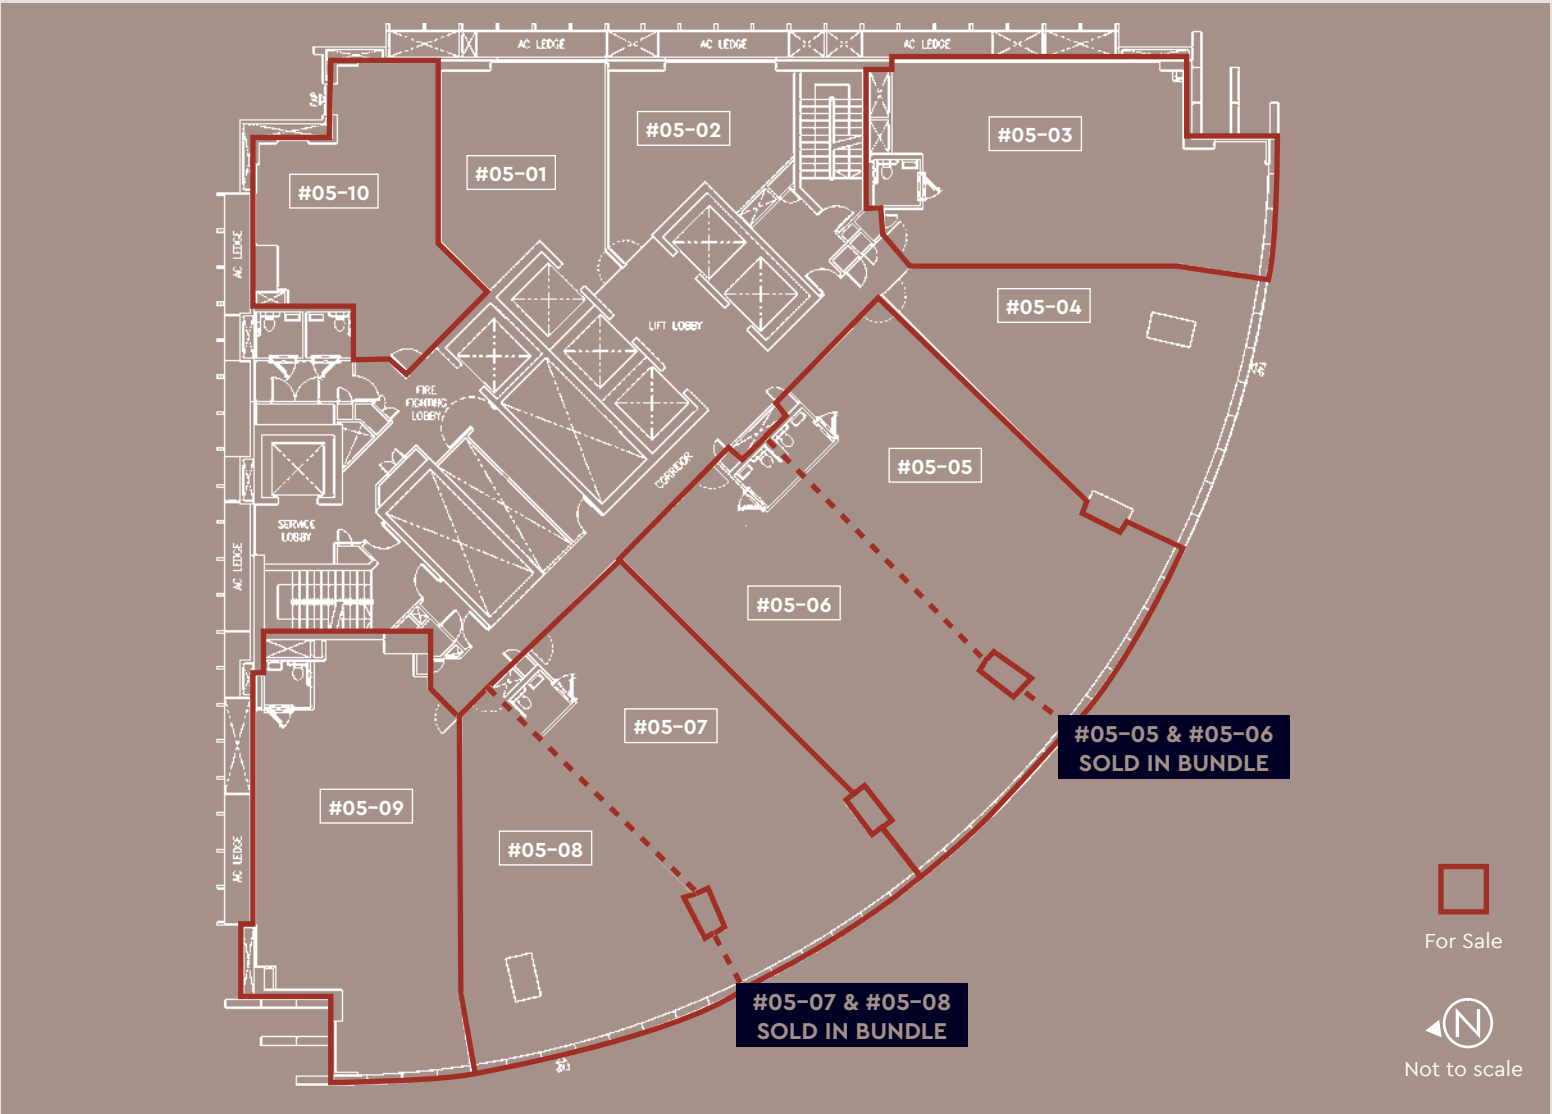 AC LEDGE
AC LEDGE
AC LEDGE
#05-02
#05-03
#05-01
#05-10
AC LEDGE
#05-04
LIFT LOBBY
FIRE
FIGHTING
LOBBY
#05-05
CORRIDOR
SERVICE
LOBBY
AC LEDGE
#05-06
#05-07
#05-05 & #05-06
SOLD IN BUNDLE
#05-09
#05-08
AC LEDGE
For Sale
#05-07 & #05-08
SOLD IN BUNDLE
N
Not to scale